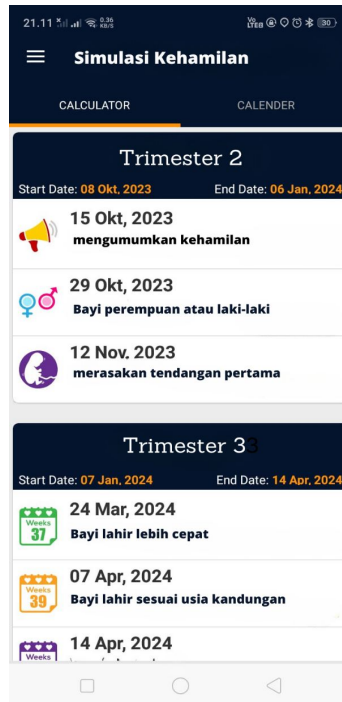 21.11 0.36 KB/S Vo LTE2 30
Simulasi Kehamilan
CALCULATOR CALENDER
Trimester 2
Start Date: 08 Okt, 2023 End Date: 06 Jan, 2024
15 Okt, 2023
mengumumkan kehamilan
29 Okt, 2023
Bayi perempuan atau laki-laki
12 Nov. 2023
merasakan tendangan pertama
Trimester 3
Start Date: 07 Jan, 2024 End Date: 14 Apr, 2024
Weeks
37
24 Mar, 2024
Bayi lahir lebih cepat
Weeks
39
07 Apr, 2024
Bayi lahir sesuai usia kandungan
Weeks
14 Apr, 2024